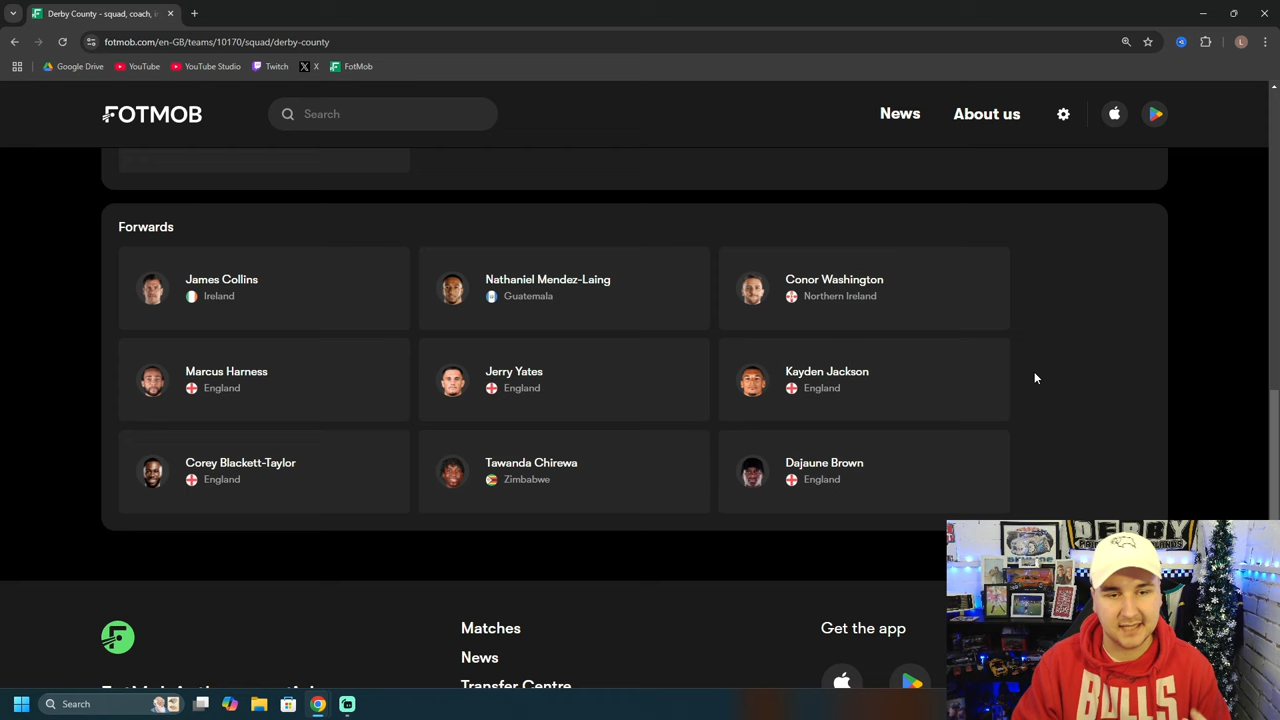 Derby County - squad, coach, i
fotmob.com/en-GB/teams/10170/squad/derby-county
L
Google Drive
YouTube
YouTube Studio
Twitch
X
FotMob
FOTMOB
Search
News
About us
Forwards
James Collins
Ireland
Nathaniel Mendez-Laing
Guatemala
Conor Washington
Northern Ireland
Marcus Harness
England
Jerry Yates
England
Kayden Jackson
England
Corey Blackett-Taylor
England
Tawanda Chirewa
Zimbabwe
Dajaune Brown
England
DERBY
Matches
News
Transfer Centre
Get the app
BULLS
Search